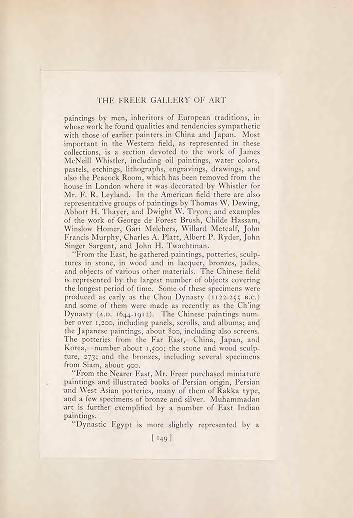 THE FREER GALLERY OF ART
paintings by men, inheritors of European traditions, in
whose work he found qualities and tendencies sympathetic
with those of earlier painters in China and Japan. Most
important in the Western field, as represented in these
collections, is a section devoted to the work of James
McNeill Whistler, including oil paintings, water colors,
pastels, etchings, lithographs, engravings, drawings, and
also the Peacock Room, which has been removed from the
house in London where it was decorated by Whistler for
Mr. F. R. Leyland. In the American field there are also
representative groups of paintings by Thomas W. Dewing,
Abbott H. Thayer, and Dwight W. Tryon; and examples
of the work of George de Forest Brush, Childe Hassam,
Winslow Homer, Gari Melchers, Willard Metcalf, John
Francis Murphy, Charles A. Platt, Albert P. Ryder, John
Singer Sargent, and John H. Twachtman.
"From the East, he gathered paintings, potteries, sculp-
tures in stone, in wood and in lacquer, bronzes, jades,
and objects of various other materials. The Chinese field
is represented by the largest number of objects covering
the longest period of time. Some of these specimens were
produced as early as the Chou Dynasty (1122-255 B.C.)
and some of them were made as recently as the Ch'ing
Dynasty (A.D. 1644-1912). The Chinese paintings num-
ber over 1,200, including panels, scrolls, and albums; and
the Japanese paintings, about 800, including also screens.
The potteries from the Far East,—China, Japan, and
Korea,—number about 1,500; the stone and wood sculp-
ture, 273; and the bronzes, including several specimens
from Siam, about 900.
"From the Nearer East, Mr. Freer purchased miniature
paintings and illustrated books of Persian origin, Persian
and West Asian potteries, many of them of Rakka type,
and a few specimens of bronze and silver. Muhammadan
art is further exemplified by a number of East Indian
paintings.
"Dynastic Egypt is more slightly represented by a
[ 149 ]